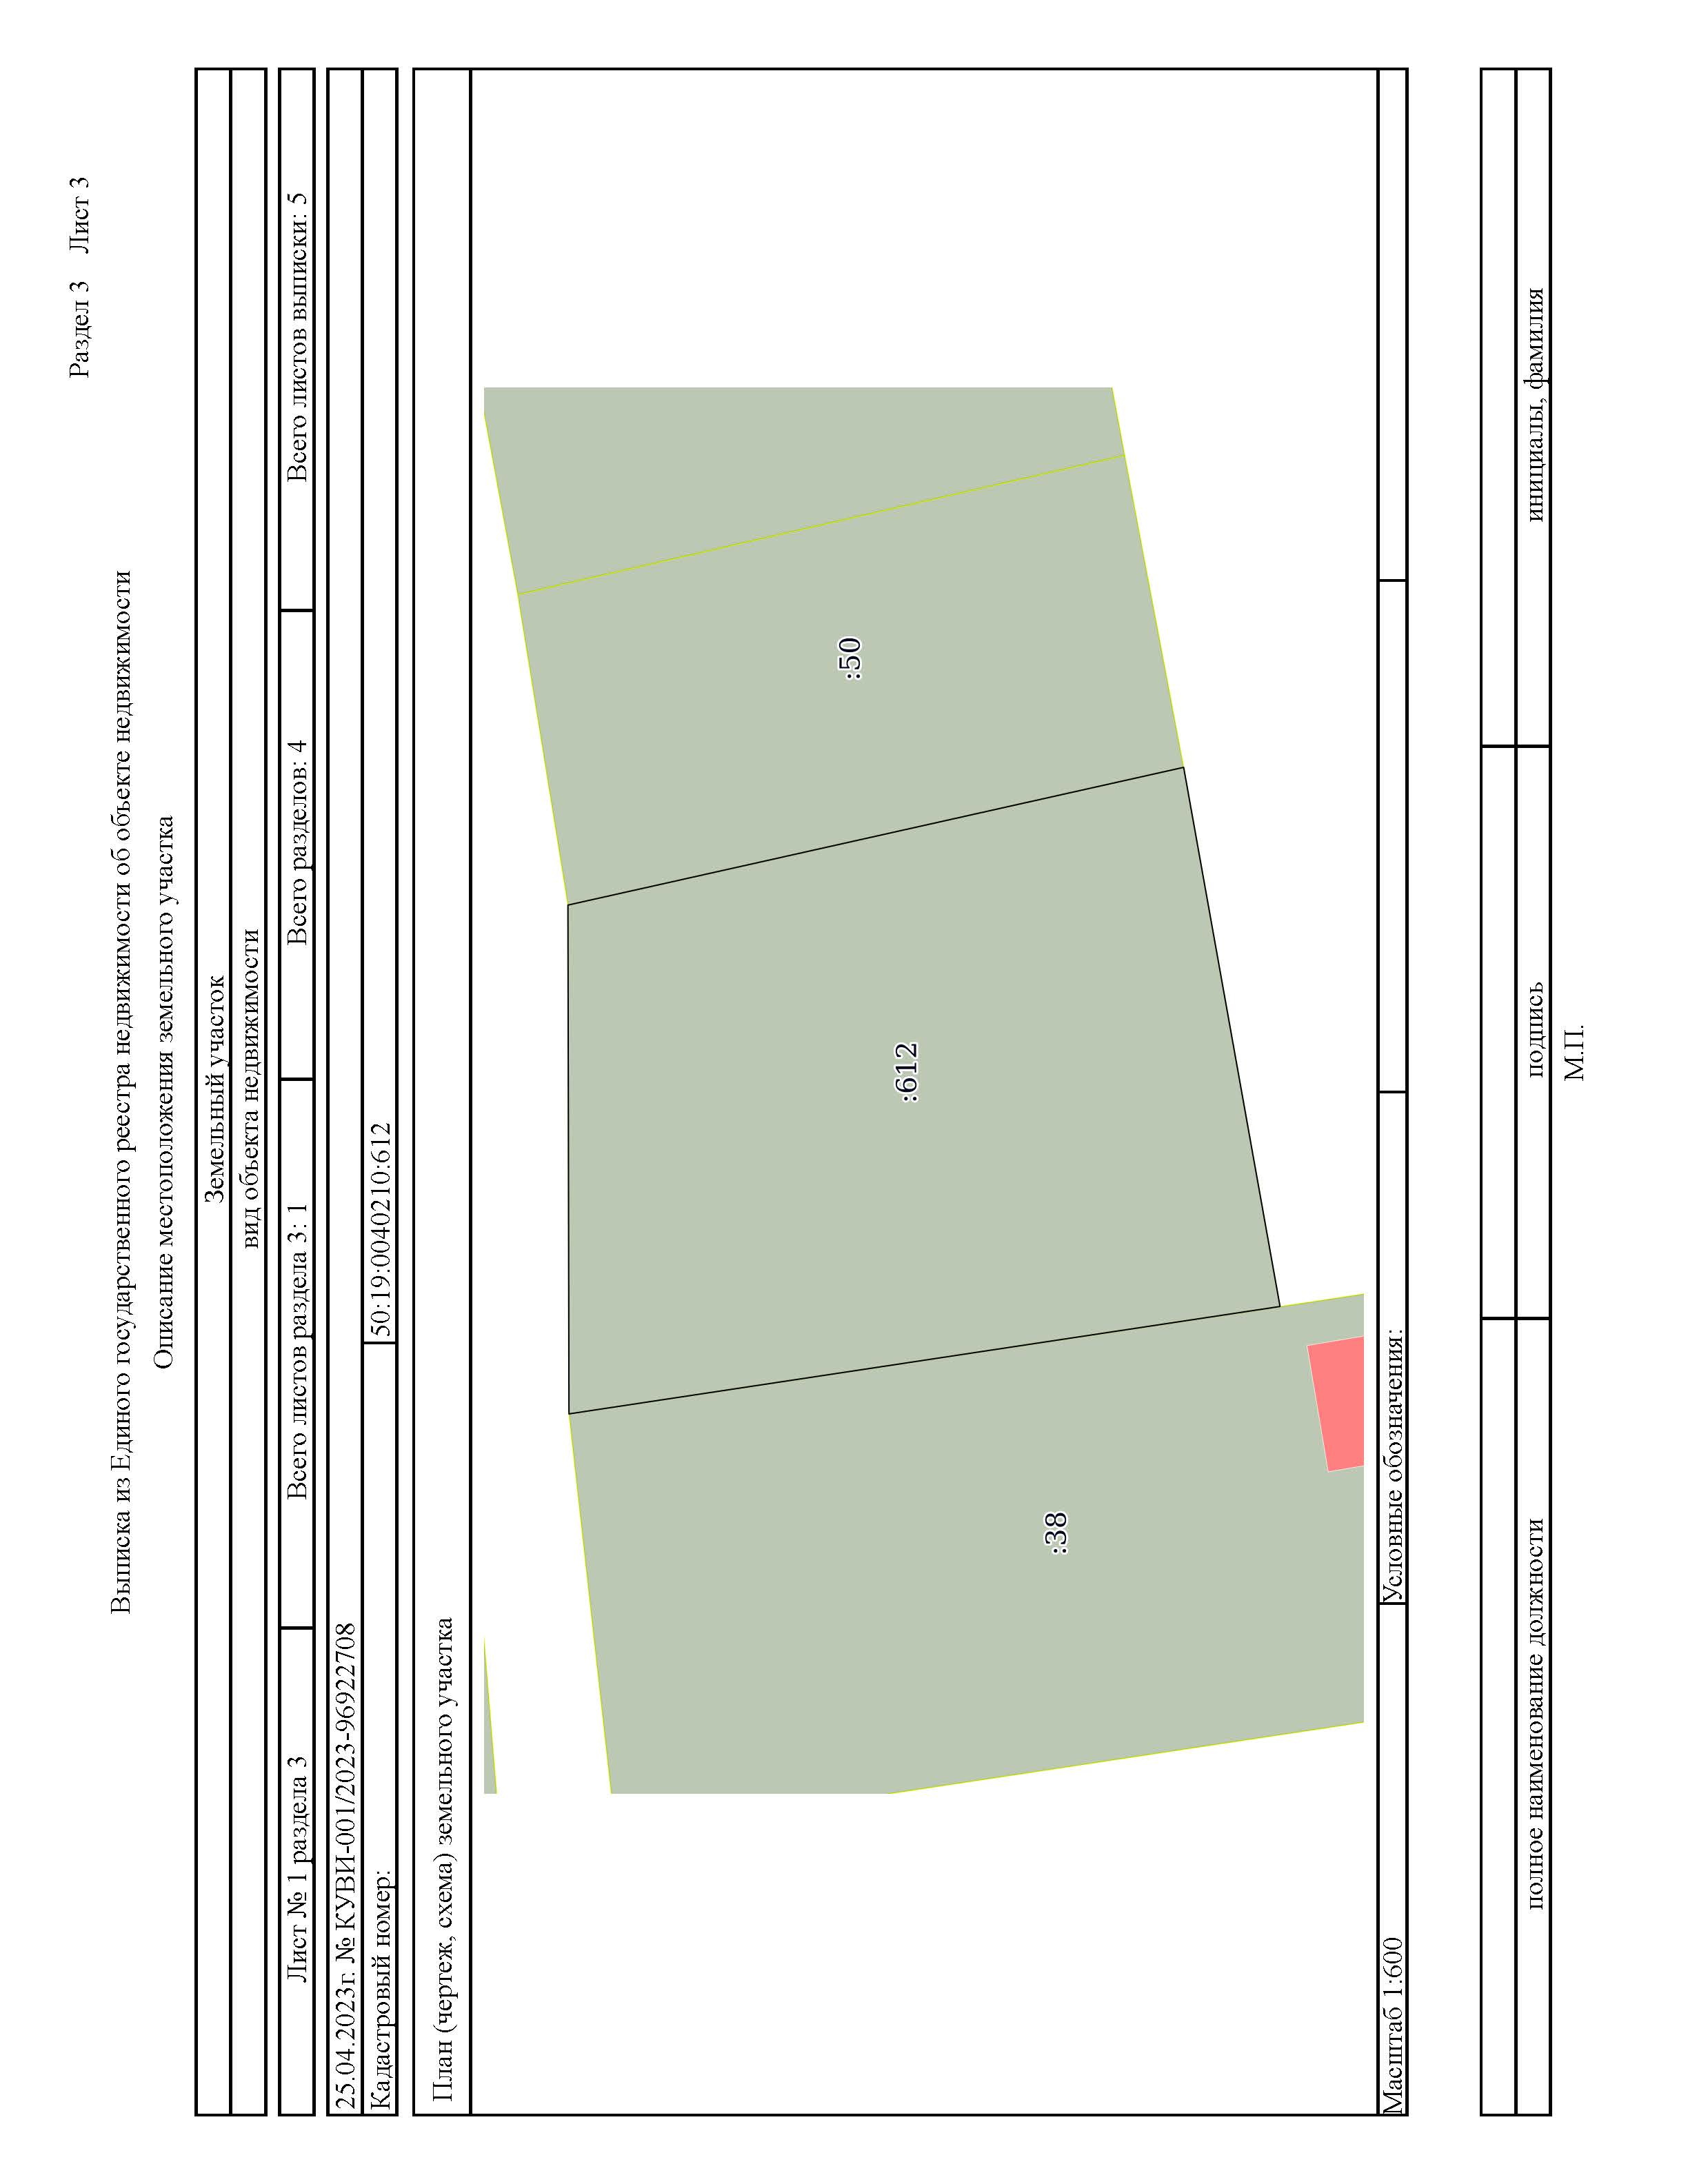 Раздел 3 Лист 3
Выписка из Единого государственного реестра недвижимости об объекте недвижимости
Описание местоположения земельного участка
Земельный участок
вид объекта недвижимости
Лист № 1 раздела 3 Всего листов раздела 3: 1 Всего разделов: 4 Всего листов выписки: 5
25.04.2023г. № КУВИ-001/2023-96922708
Кадастровый номер: 50:19:0040210:612
План (чертеж, схема) земельного участка
:50
:612
:38
Масштаб 1:600 Условные обозначения:
полное наименование должности подпись инициалы, фамилия
М.П.